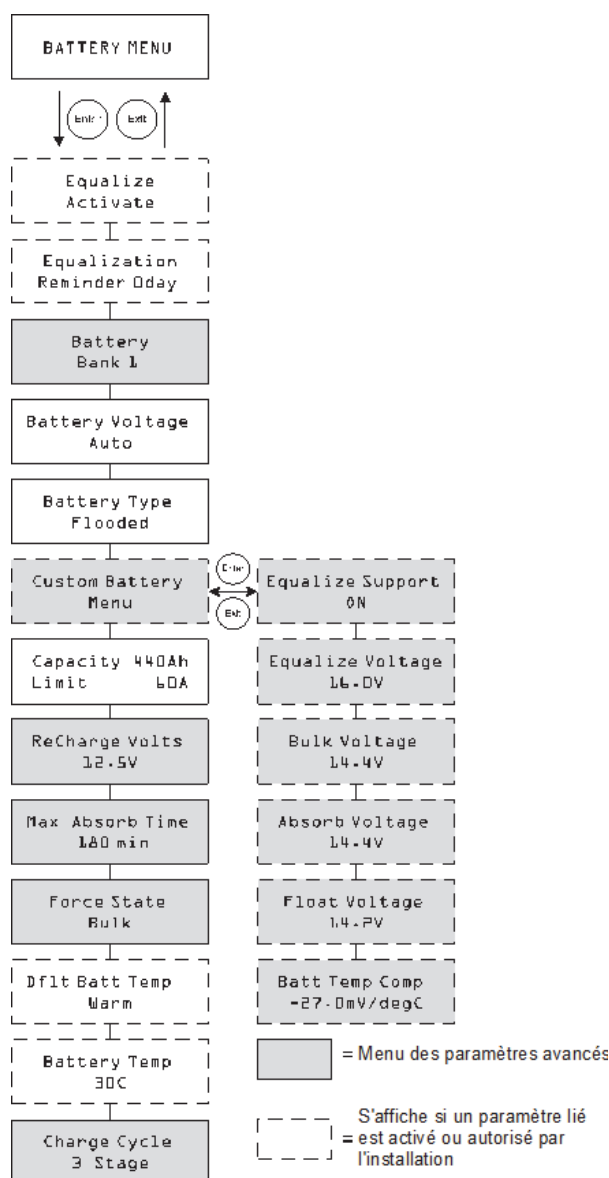 BATTERY MENU
Enter
Exit
Equalize
Activate
Equalization
Reminder 0day
Battery
Bank 1
Battery Voltage
Auto
Battery Type
Flooded
Custom Battery
Menu
Enter
Exit
Equalize Support
ON
Capacity 440Ah
Limit 60A
Equalize Voltage
16.0V
ReCharge Volts
12.5V
Bulk Voltage
14.4V
Max Absorb Time
180 min
Absorb Voltage
14.4V
Force State
Bulk
Float Voltage
14.2V
Dflt Batt Temp
Warm
Batt Temp Comp
-27.0mV/degC
Battery Temp
30C
= Menu des paramètres avancés
Charge Cycle
3 Stage
S'affiche si un paramètre lié
= est activé ou autorisé par
l'installation